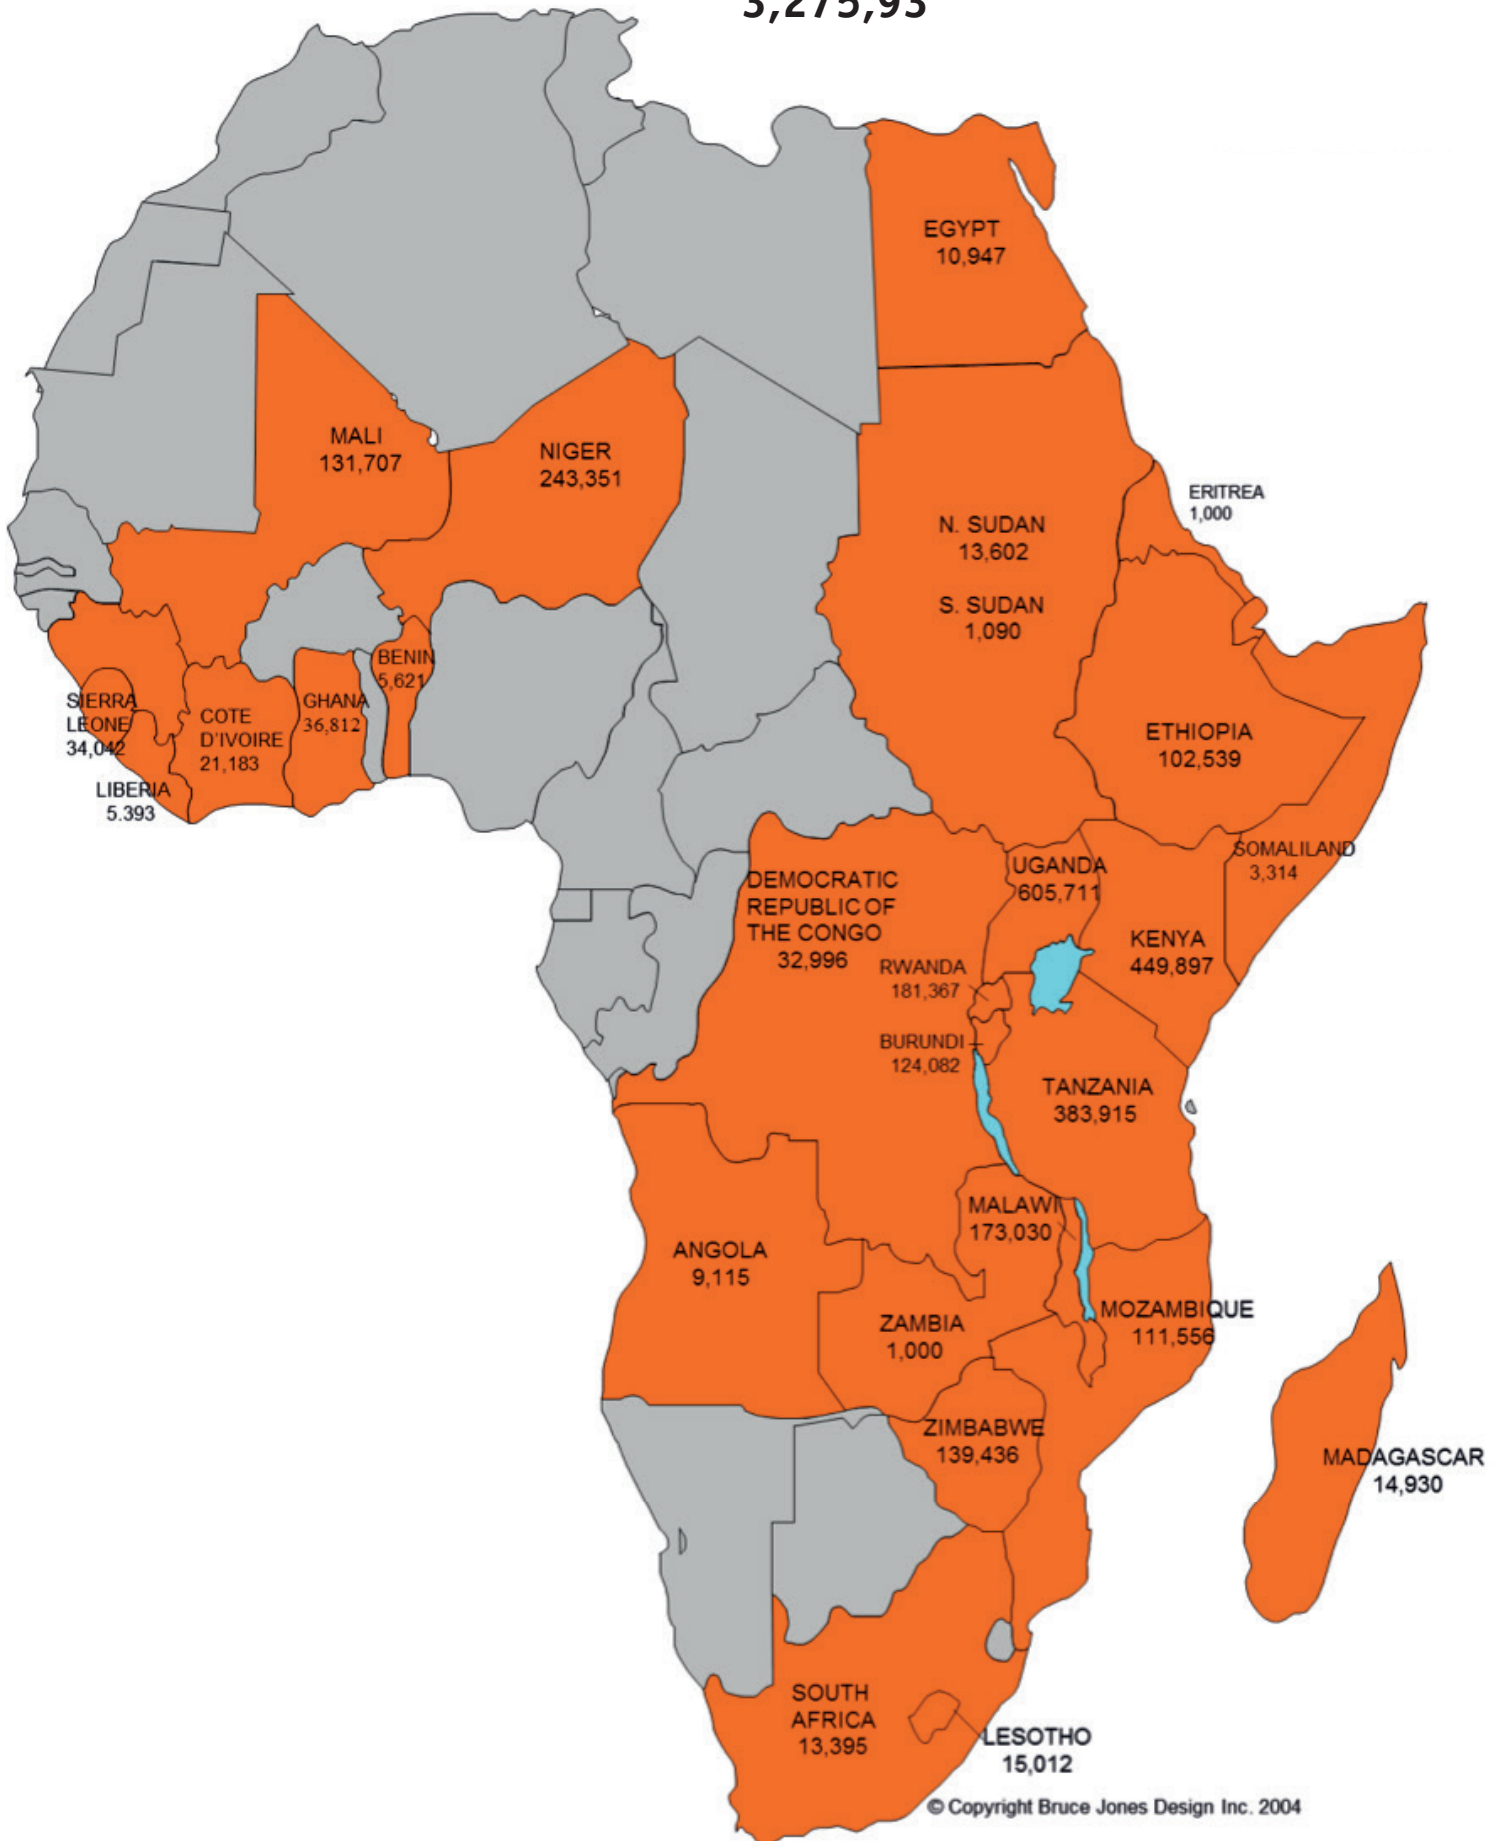 3,275,93
EGYPT
10,947
MALI
131,707
NIGER
243,351
ERITREA
1,000
N. SUDAN
13,602
S. SUDAN
1,090
BENIN
5,621
SIERRA
LEONE
34,042
COTE
D'IVOIRE
21,183
GHANA
36,812
LIBERIA
5.393
ETHIOPIA
102,539
SOMALILAND
3,314
UGANDA
605,711
DEMOCRATIC
REPUBLIC OF
THE CONGO
32,996
KENYA
449,897
RWANDA
181,367
BURUNDI
124,082
TANZANIA
383,915
MALAWI
173,030
ANGOLA
9,115
ZAMBIA
1,000
MOZAMBIQUE
111,556
ZIMBABWE
139,436
MADAGASCAR
14,930
SOUTH
AFRICA
13,395
LESOTHO
15,012
© Copyright Bruce Jones Design Inc. 2004